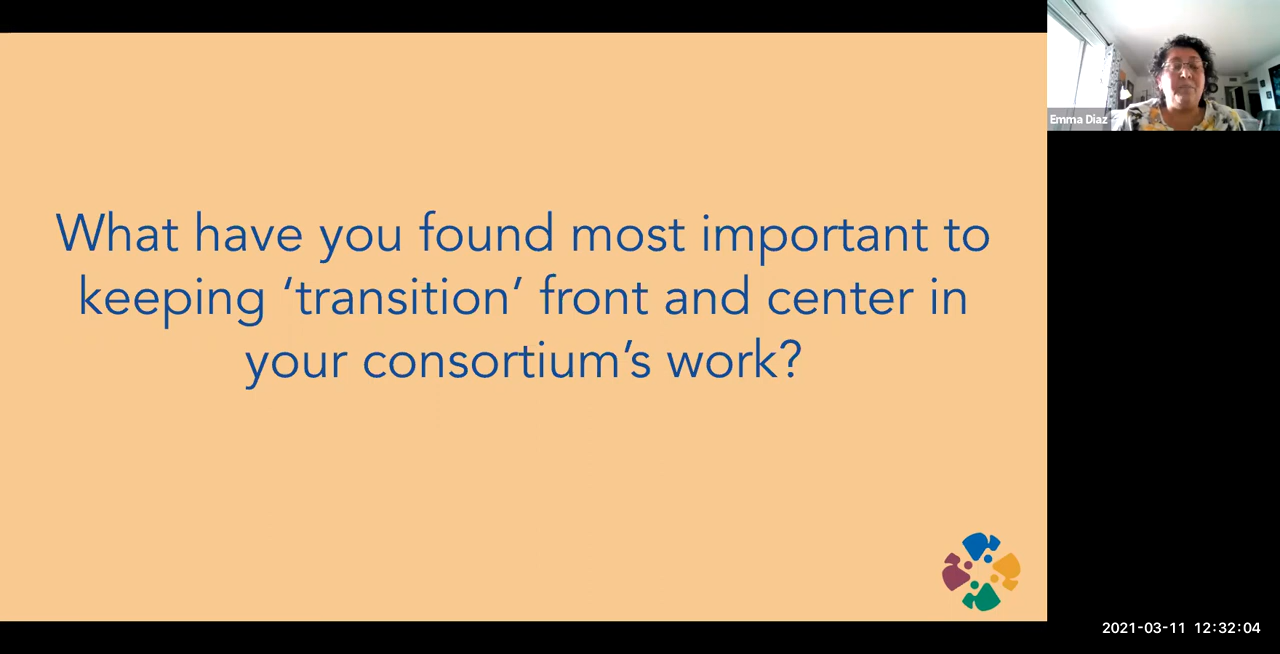 What have you found most important to
keeping ‘transition’ front and center in
your consortium’s work?
Emma Diaz
2021-03-11 12:32:04